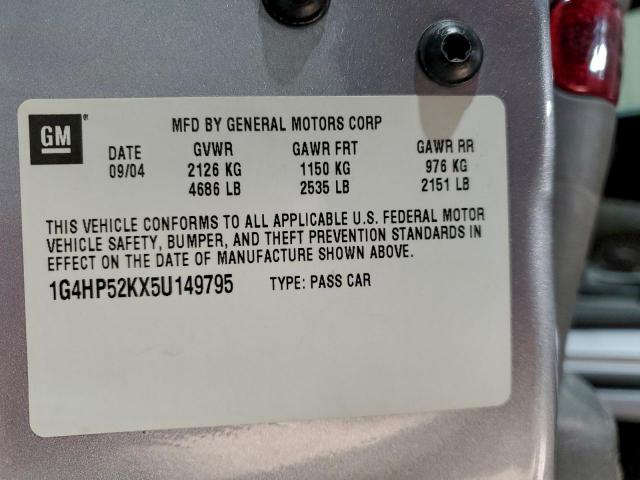 GM®
MFD BY GENERAL MOTORS CORP
DATE GVWR GAWR FRT GAWR RR
09/04 2126 KG 1150 KG 976 KG
4686 LB 2535 LB 2151 LB
THIS VEHICLE CONFORMS TO ALL APPLICABLE U.S. FEDERAL MOTOR
VEHICLE SAFETY, BUMPER, AND THEFT PREVENTION STANDARDS IN
EFFECT ON THE DATE OF MANUFACTURE SHOWN ABOVE.
1G4HP52KX5U149795 TYPE: PASS CAR